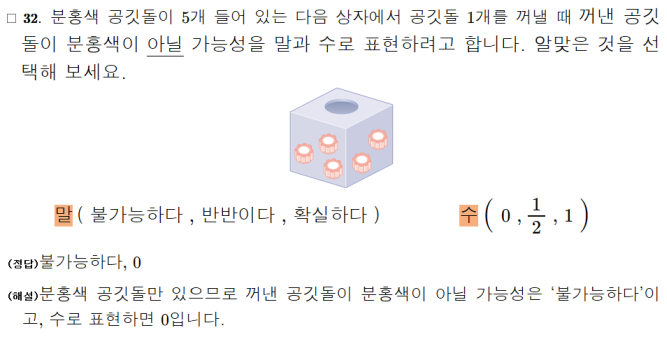 □ 32. 분홍색 공깃돌이 5개 들어 있는 다음 상자에서 공깃돌 1개를 꺼낼 때 꺼낸 공깃
돌이 분홍색이 아닐 가능성을 말과 수로 표현하려고 합니다. 알맞은 것을 선
택해 보세요.
말 ( 불가능하다 , 반반이다 , 확실하다 ) 수 ( 0 , 1/2 , 1 )
(정답)불가능하다, 0
(해설)분홍색 공깃돌만 있으므로 꺼낸 공깃돌이 분홍색이 아닐 가능성은 ‘불가능하다’이
고, 수로 표현하면 0입니다.